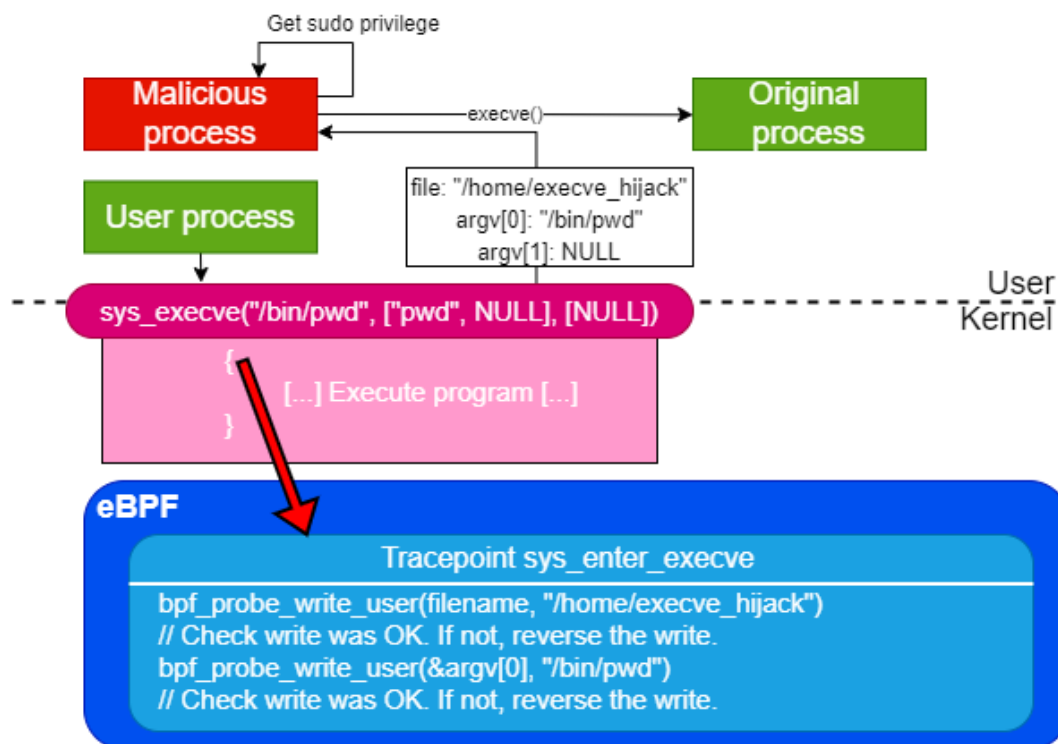 Get sudo privilege
Malicious
process
execve()
Original
process
file: "/home/execve_hijack"
argv[0]: "/bin/pwd"
argv[1]: NULL
User process
User
Kernel
sys_execve("/bin/pwd", ["pwd", NULL], [NULL])
{
[...] Execute program [...]
}
eBPF
Tracepoint sys_enter_execve
bpf_probe_write_user(filename, "/home/execve_hijack")
// Check write was OK. If not, reverse the write.
bpf_probe_write_user(&argv[0], "/bin/pwd")
// Check write was OK. If not, reverse the write.